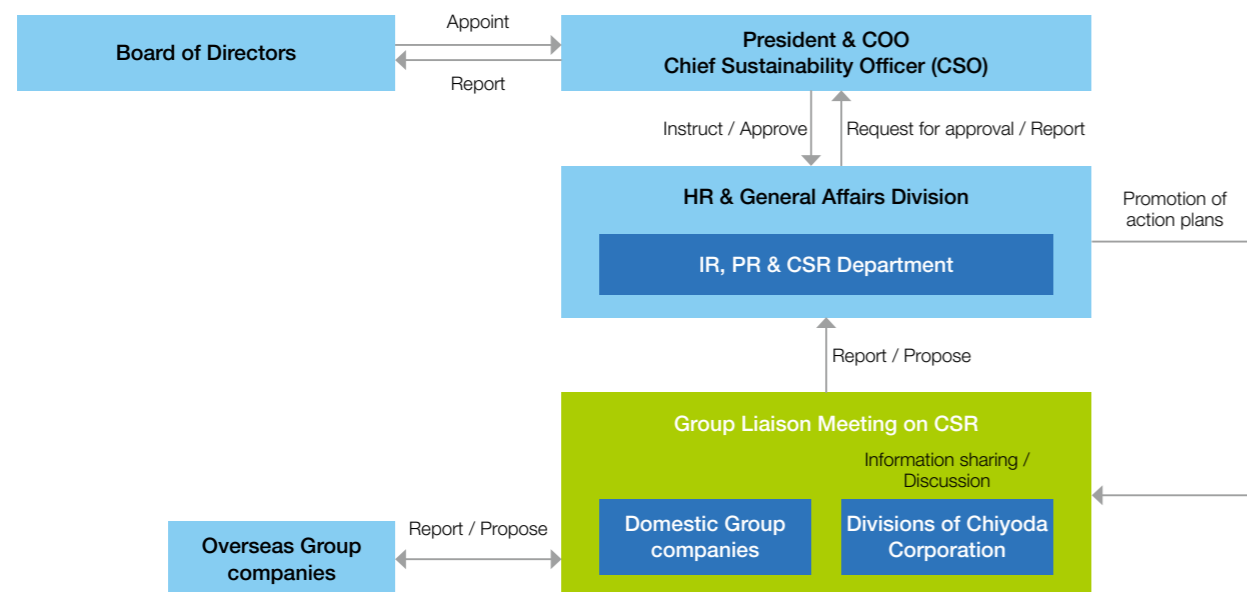 Appoint
Board of Directors
Report
President & COO
Chief Sustainability Officer (CSO)
Instruct / Approve
Request for approval / Report
HR & General Affairs Division
IR, PR & CSR Department
Promotion of
action plans
Report / Propose
Group Liaison Meeting on CSR
Information sharing /
Discussion
Domestic Group
companies
Divisions of Chiyoda
Corporation
Report / Propose
Overseas Group
companies